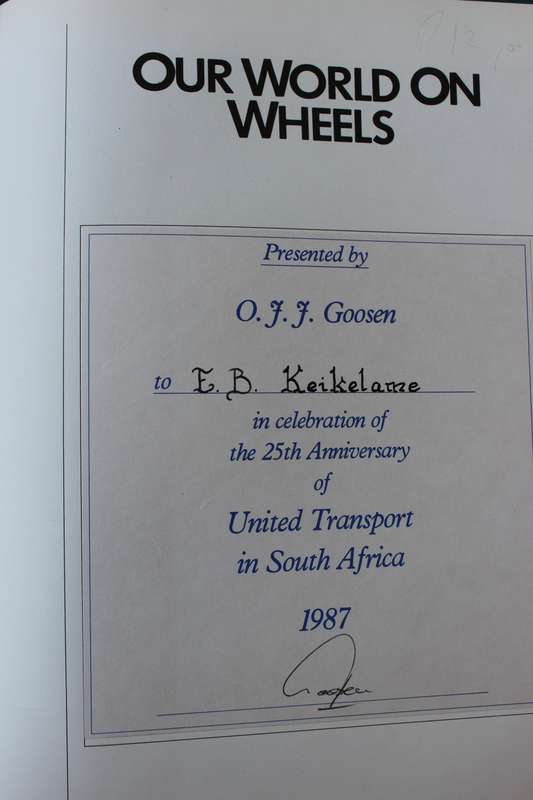 OUR WORLD ON
WHEELS
Presented by
O. J. J. Goosen
to E. B. Keikelame
in celebration of
the 25th Anniversary
of
United Transport
in South Africa
1987